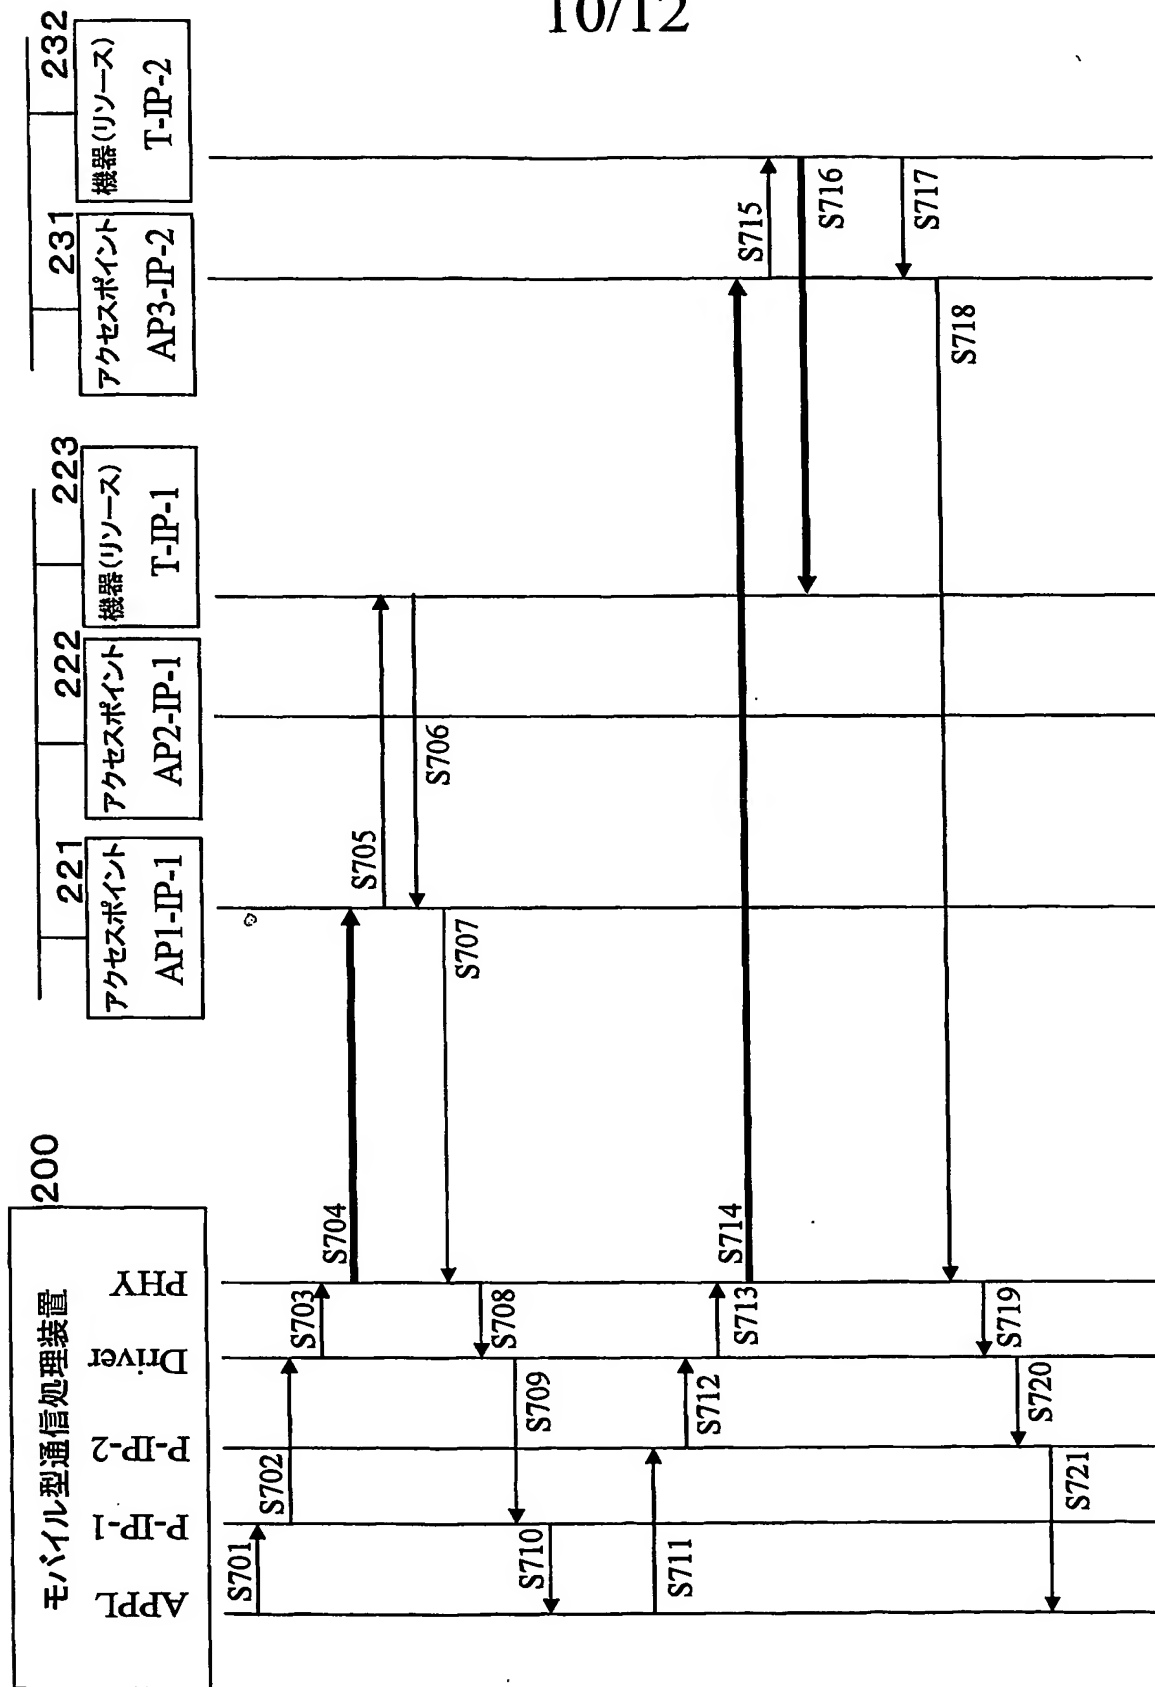 10/12
モバイル型通信処理装置
200
APPL
P-IP-1
P-IP-2
Driver
PHY
221
アクセスポイント
AP1-IP-1
222
アクセスポイント
AP2-IP-1
223
機器(リソース)
T-IP-1
231
アクセスポイント
AP3-IP-2
232
機器(リソース)
T-IP-2
S701
S702
S703
S704
S705
S706
S707
S708
S709
S710
S711
S712
S713
S714
S715
S716
S717
S718
S719
S720
S721